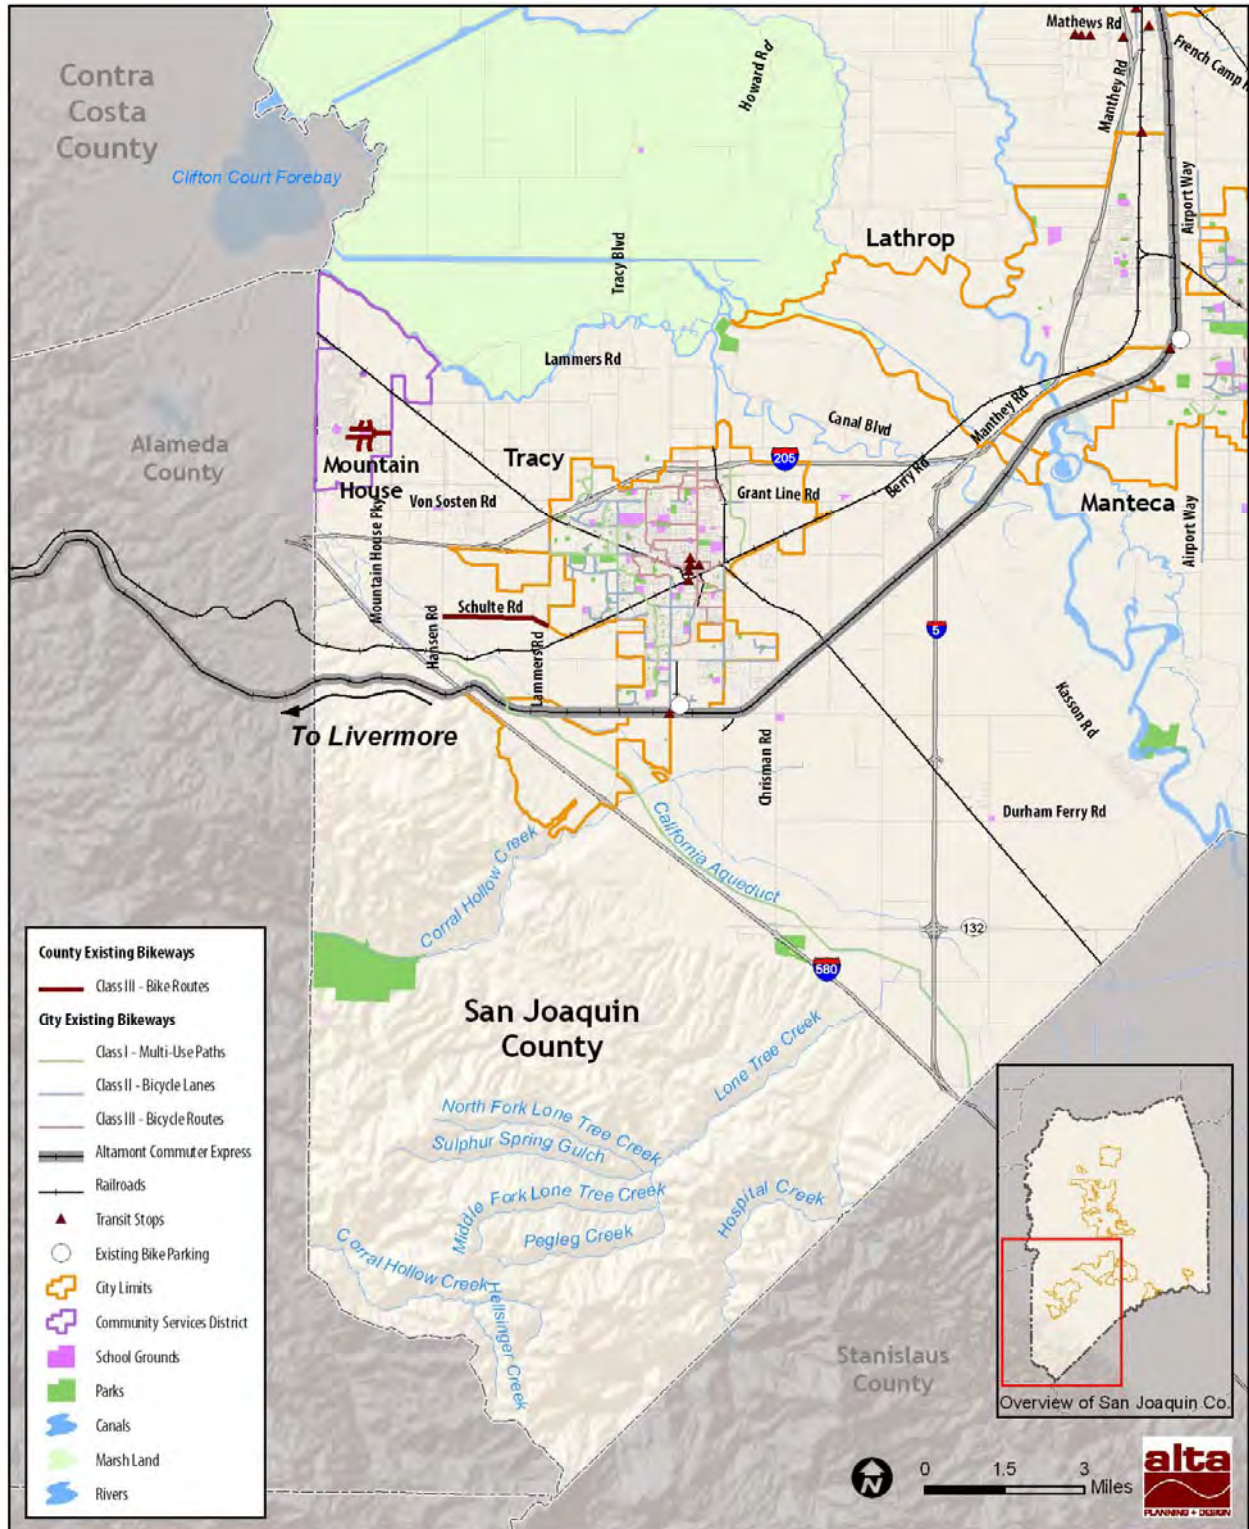 Mathews Rd
French Camp
Manthey Rd
Howard Rd
Contra
Costa
County
Clifton Court Forebay
Airport Way
Lathrop
Tracy Blvd
Lammers Rd
Canal Blvd
Manthey Rd
Alameda
County
Mountain
House
Tracy
205
Berry Rd
Grant Line Rd
Von Sosten Rd
Manteca
Airport Way
Mountain House Pky
Schulte Rd
Hansen Rd
Lammers Rd
5
Kasson Rd
To Livermore
Chrisman Rd
Durham Ferry Rd
California Aqueduct
Corral Hollow Creek
132
580
San Joaquin
County
Lone Tree Creek
North Fork Lone Tree Creek
Sulphur Spring Gulch
Middle Fork Lone Tree Creek
Pegleg Creek
Hospital Creek
Corral Hollow Creek
Hellsinger Creek
Stanislaus
County
County Existing Bikeways
Class III - Bike Routes
City Existing Bikeways
Class I - Multi-Use Paths
Class II - Bicycle Lanes
Class III - Bicycle Routes
Altamont Commuter Express
Railroads
Transit Stops
Existing Bike Parking
City Limits
Community Services District
School Grounds
Parks
Canals
Marsh Land
Rivers
Overview of San Joaquin Co.
N
0 1.5 3
Miles
alta
PLANNING + DESIGN